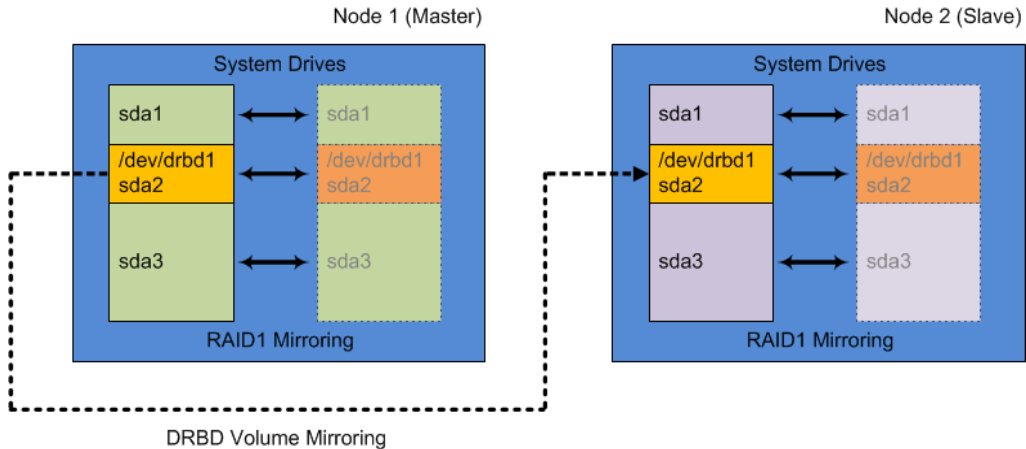 Node 1 (Master)
System Drives
sda1
sda1
/dev/drbd1
sda2
/dev/drbd1
sda2
sda3
sda3
RAID1 Mirroring
Node 2 (Slave)
System Drives
sda1
sda1
/dev/drbd1
sda2
/dev/drbd1
sda2
sda3
sda3
RAID1 Mirroring
DRBD Volume Mirroring